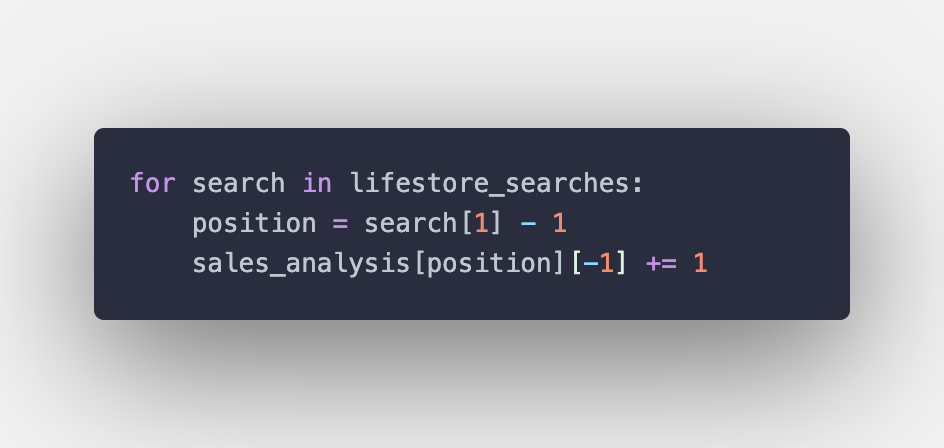 for search in lifestore_searches:
    position = search[1] - 1
    sales_analysis[position][-1] += 1